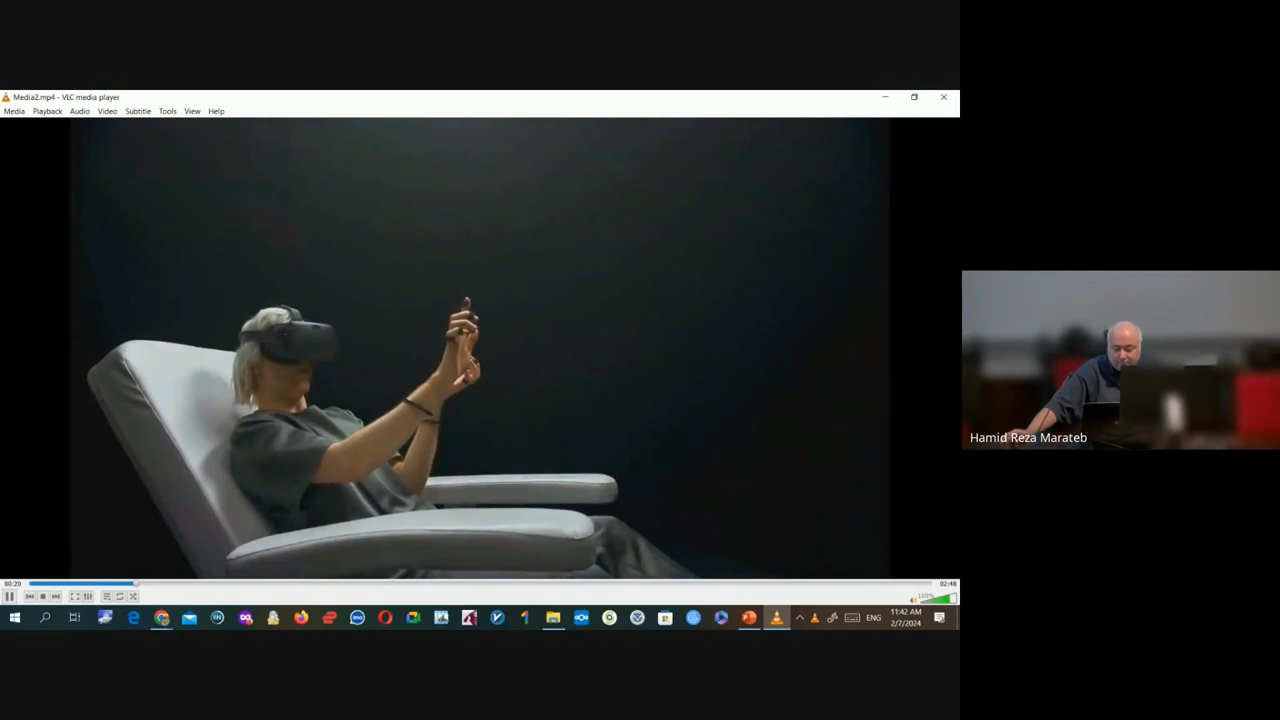 Media2.mp4 - VLC media player
Media Playback Audio Video Subtitle Tools View Help
Hamid Reza Marateb
00:20
02:48
100%
11:42 AM
ENG
2/7/2024